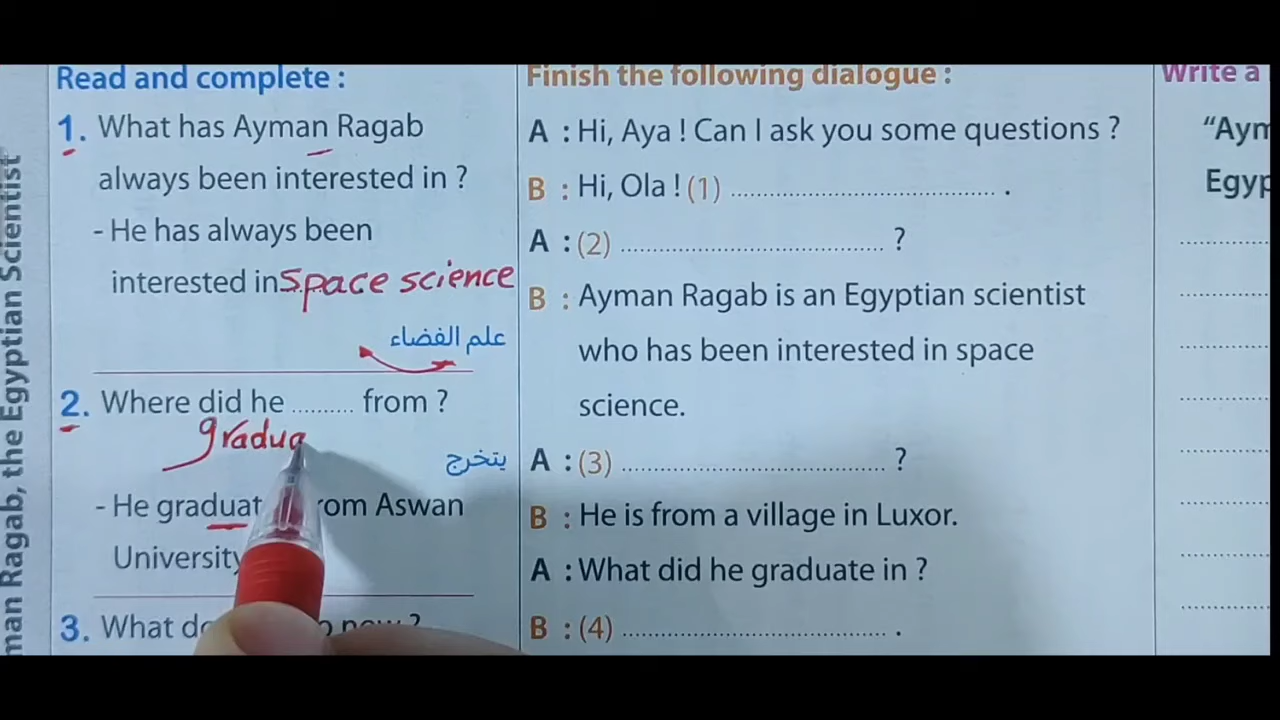 Read and complete :
1. What has Ayman Ragab
always been interested in ?
- He has always been
interested in space science
علم الفضاء
2. Where did he .......... from ?
gradua
يتخرج
- He graduat rom Aswan
University
3. What do now ?
Finish the following dialogue :
A : Hi, Aya ! Can I ask you some questions ?
B : Hi, Ola ! (1) .......................................... .
A : (2) .......................................... ?
B : Ayman Ragab is an Egyptian scientist
who has been interested in space
science.
A : (3) .......................................... ?
B : He is from a village in Luxor.
A : What did he graduate in ?
B : (4) .......................................... .
Write a
“Aym
Egyp
man Ragab, the Egyptian Scientist